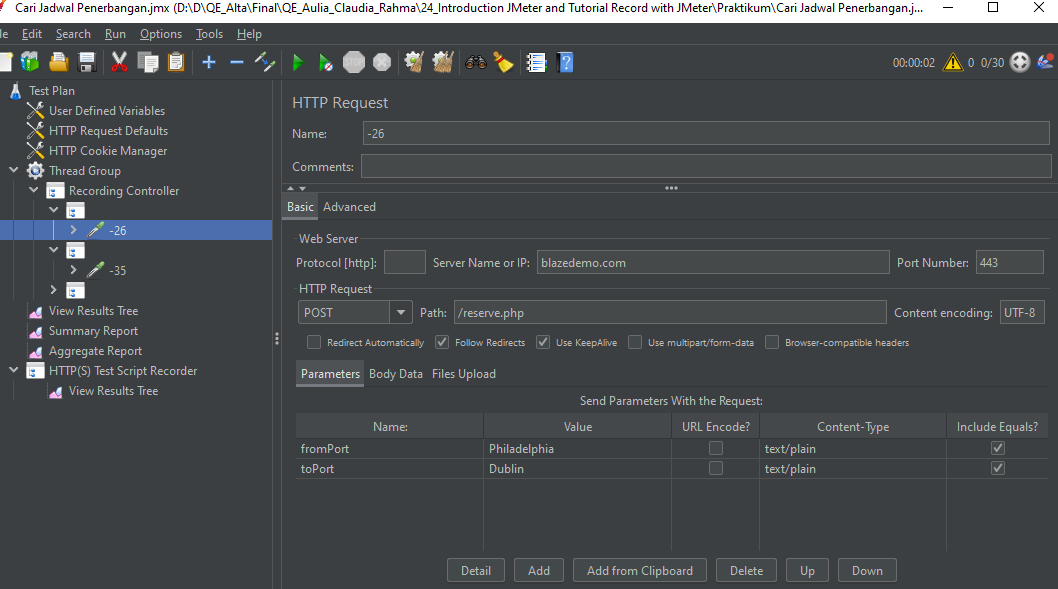 Cari Jadwal Penerbangan.jmx (D:\D\QE_Alta\Final\QE_Aulia_Claudia_Rahma\24_Introduction JMeter and Tutorial Record with JMeter\Praktikum\Cari Jadwal Penerbangan.j...
le Edit Search Run Options Tools Help
STOP 00:00:02 0 0/30
Test Plan
User Defined Variables
HTTP Request Defaults
HTTP Cookie Manager
Thread Group
Recording Controller
-26
-35
View Results Tree
Summary Report
Aggregate Report
HTTP(S) Test Script Recorder
View Results Tree
HTTP Request
Name: -26
Comments:
Basic Advanced
Web Server
Protocol [http]: Server Name or IP: blazedemo.com Port Number: 443
HTTP Request
POST Path: /reserve.php Content encoding: UTF-8
Redirect Automatically Follow Redirects Use KeepAlive Use multipart/form-data Browser-compatible headers
Parameters Body Data Files Upload
Send Parameters With the Request:
Name: Value URL Encode? Content-Type Include Equals?
fromPort Philadelphia text/plain
toPort Dublin text/plain
Detail Add Add from Clipboard Delete Up Down